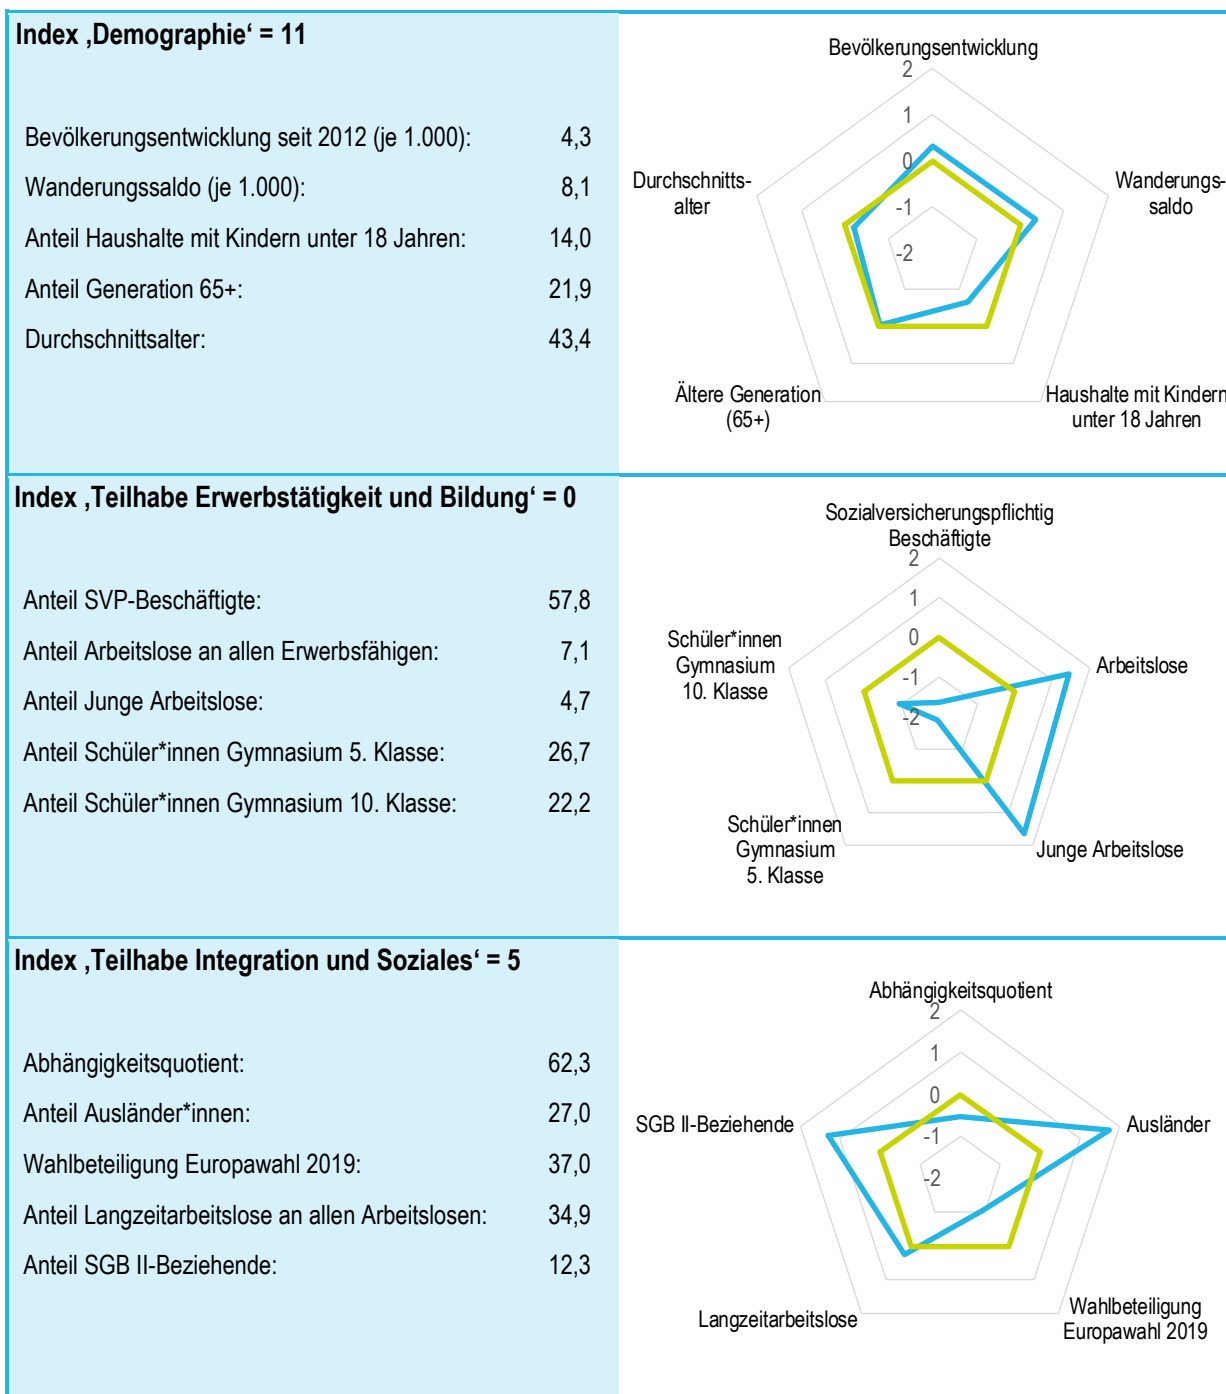 Index ‚Demographie‘ = 11
Bevölkerungsentwicklung seit 2012 (je 1.000): 4,3
Wanderungssaldo (je 1.000): 8,1
Anteil Haushalte mit Kindern unter 18 Jahren: 14,0
Anteil Generation 65+: 21,9
Durchschnittsalter: 43,4
Bevölkerungsentwicklung
2
1
0
-1
-2
Durchschnitts-
alter
Wanderungs-
saldo
Ältere Generation
(65+)
Haushalte mit Kindern
unter 18 Jahren
Index ‚Teilhabe Erwerbstätigkeit und Bildung‘ = 0
Anteil SVP-Beschäftigte: 57,8
Anteil Arbeitslose an allen Erwerbsfähigen: 7,1
Anteil Junge Arbeitslose: 4,7
Anteil Schüler*innen Gymnasium 5. Klasse: 26,7
Anteil Schüler*innen Gymnasium 10. Klasse: 22,2
Sozialversicherungspflichtig
Beschäftigte
2
1
0
-1
-2
Schüler*innen
Gymnasium
10. Klasse
Arbeitslose
Schüler*innen
Gymnasium
5. Klasse
Junge Arbeitslose
Index ‚Teilhabe Integration und Soziales‘ = 5
Abhängigkeitsquotient: 62,3
Anteil Ausländer*innen: 27,0
Wahlbeteiligung Europawahl 2019: 37,0
Anteil Langzeitarbeitslose an allen Arbeitslosen: 34,9
Anteil SGB II-Beziehende: 12,3
Abhängigkeitsquotient
2
1
0
-1
-2
SGB II-Beziehende
Ausländer
Langzeitarbeitslose
Wahlbeteiligung
Europawahl 2019